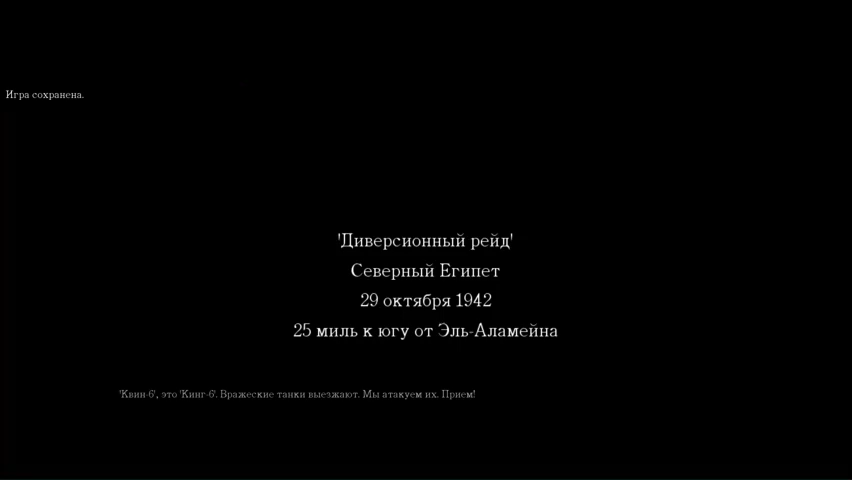 Игра сохранена.
'Диверсионный рейд'
Северный Египет
29 октября 1942
25 миль к югу от Эль-Аламейна
'Квин-6', это 'Кинг-6'. Вражеские танки выезжают. Мы атакуем их. Прием!